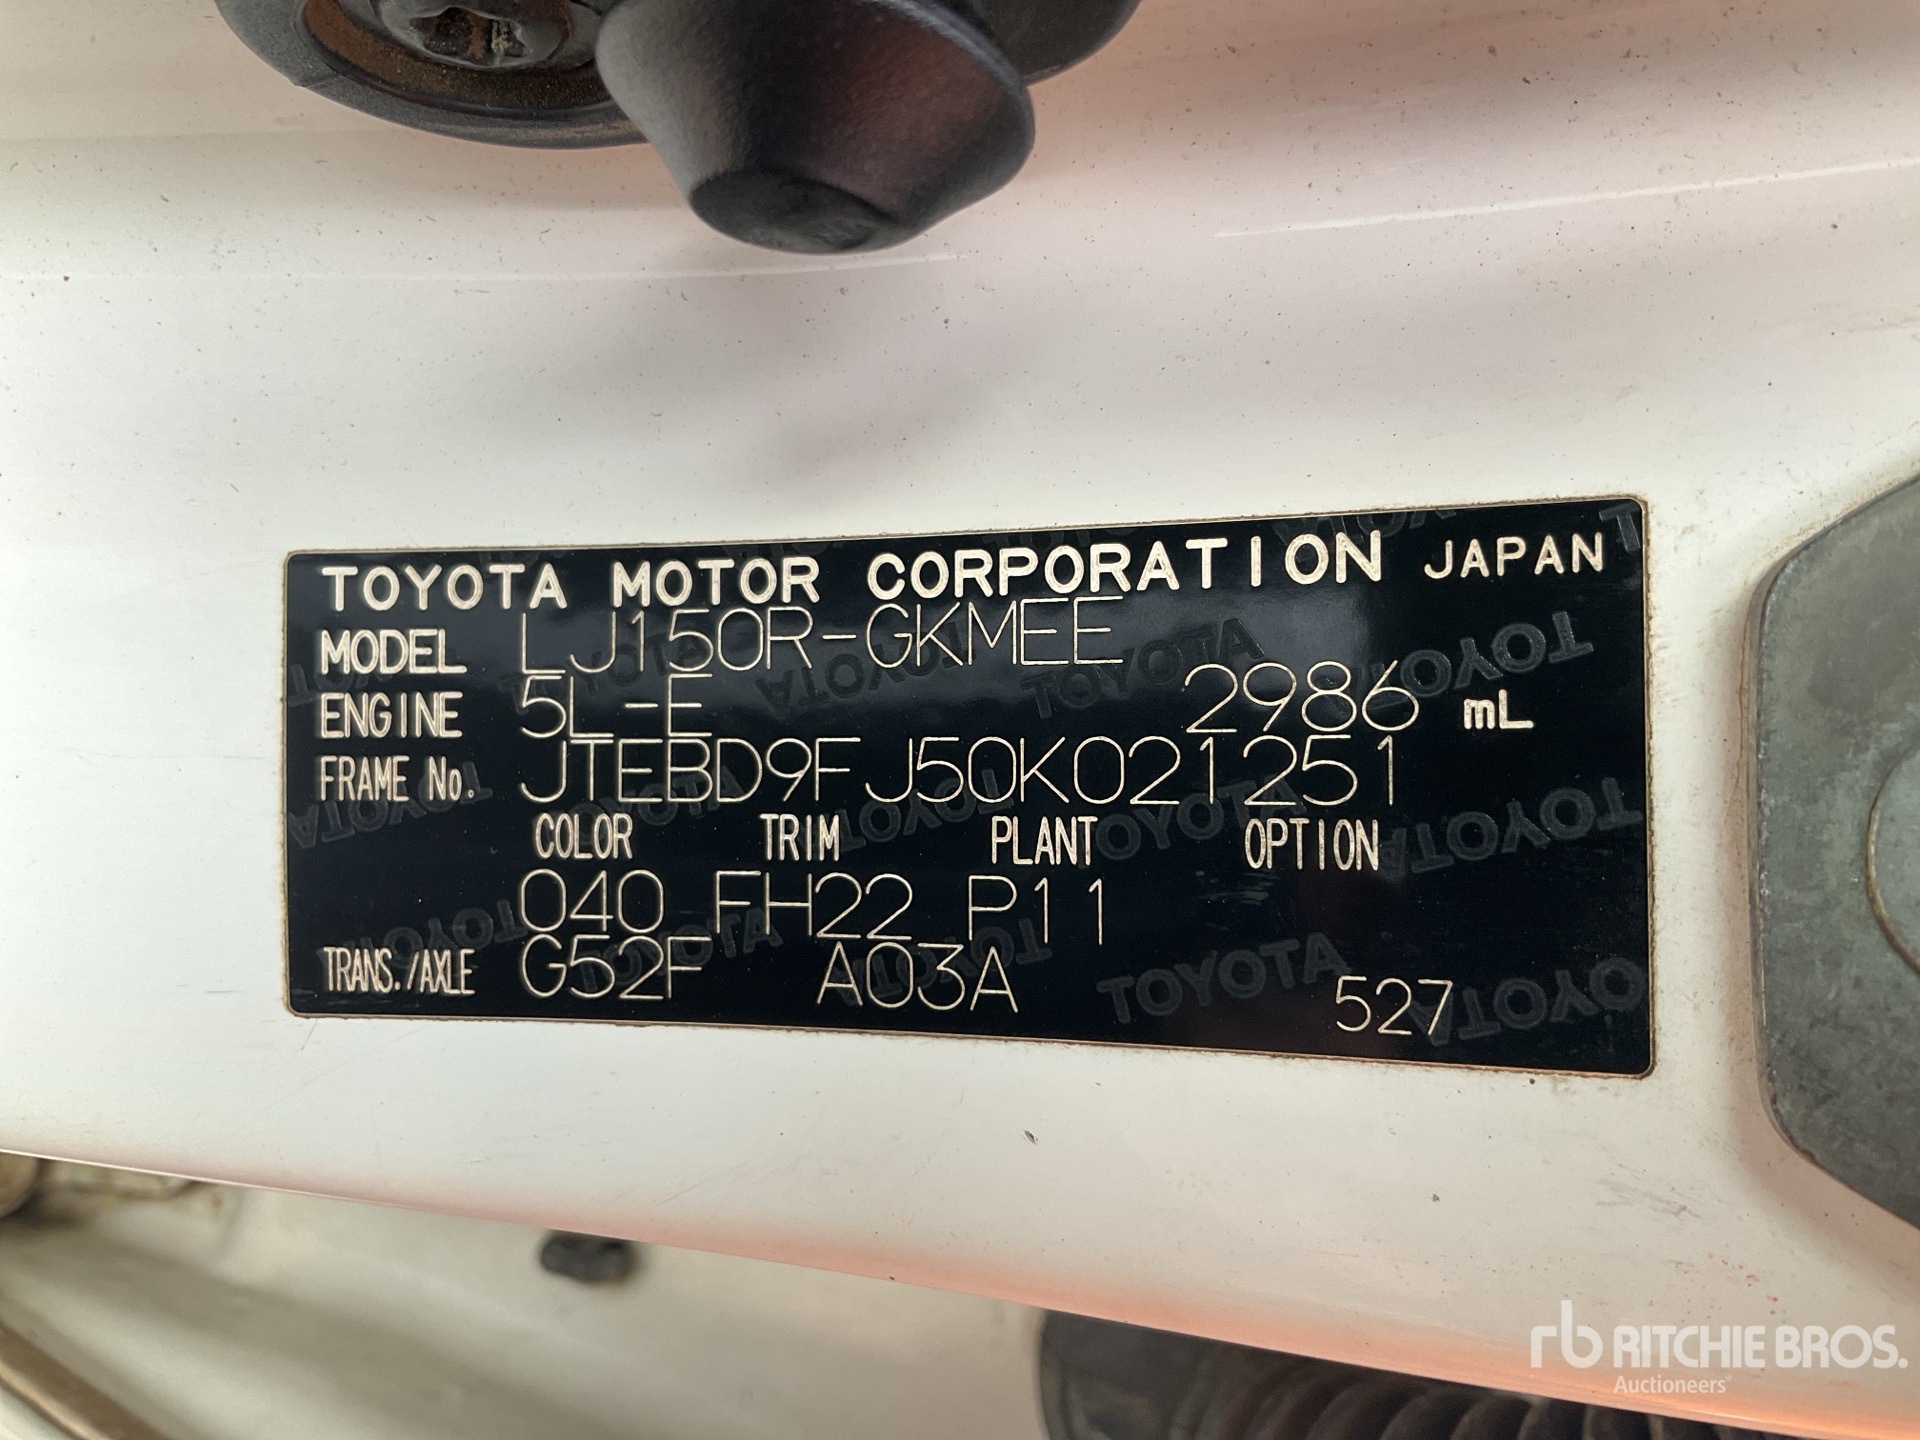 TOYOTA MOTOR CORPORATION JAPAN
MODEL LJ150R-GKMEE
ENGINE 5L-E 2986 mL
FRAME No. JTEBD9FJ50K021251
COLOR TRIM PLANT OPTION
040 FH22 P11
TRANS./AXLE G52F A03A
527
rb RITCHIE BROS.
Auctioneers